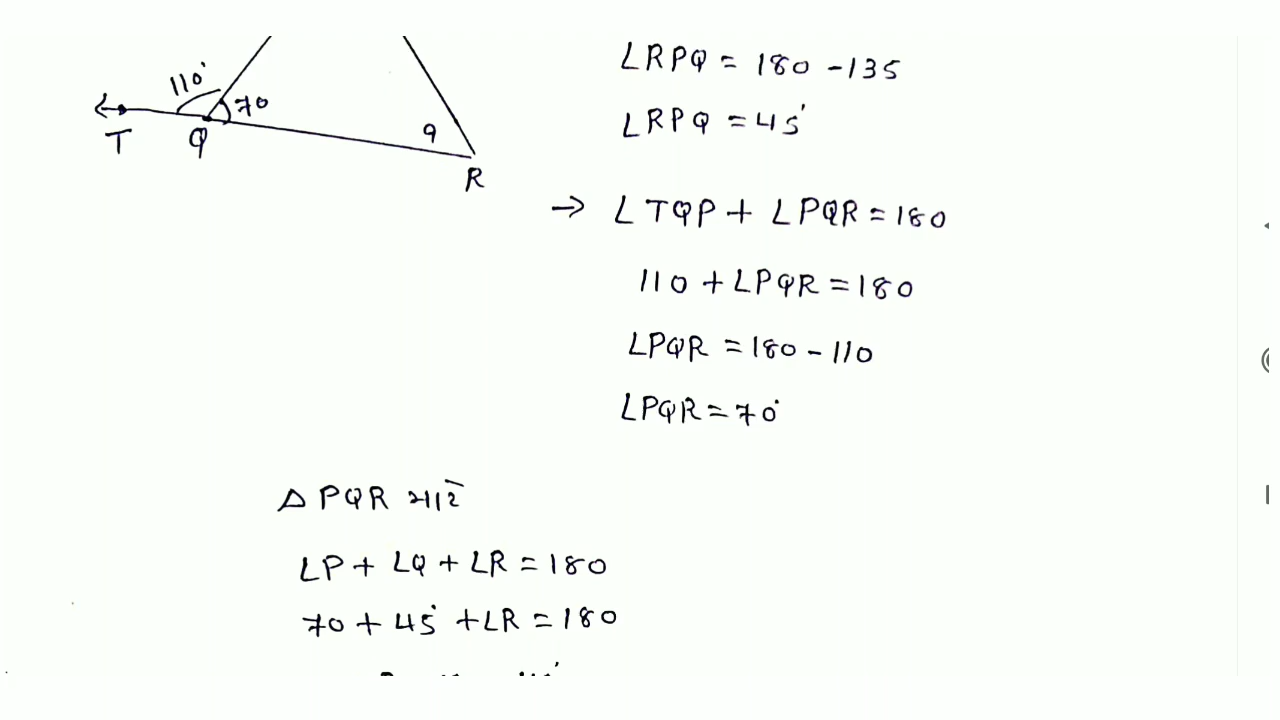 110°
70
T
Q
9
R
∠RPQ = 180 - 135
∠RPQ = 45°
→ ∠TQP + ∠PQR = 180
110 + ∠PQR = 180
∠PQR = 180 - 110
∠PQR = 70°
△ PQR
∠P + ∠Q + ∠R = 180
70 + 45° + ∠R = 180